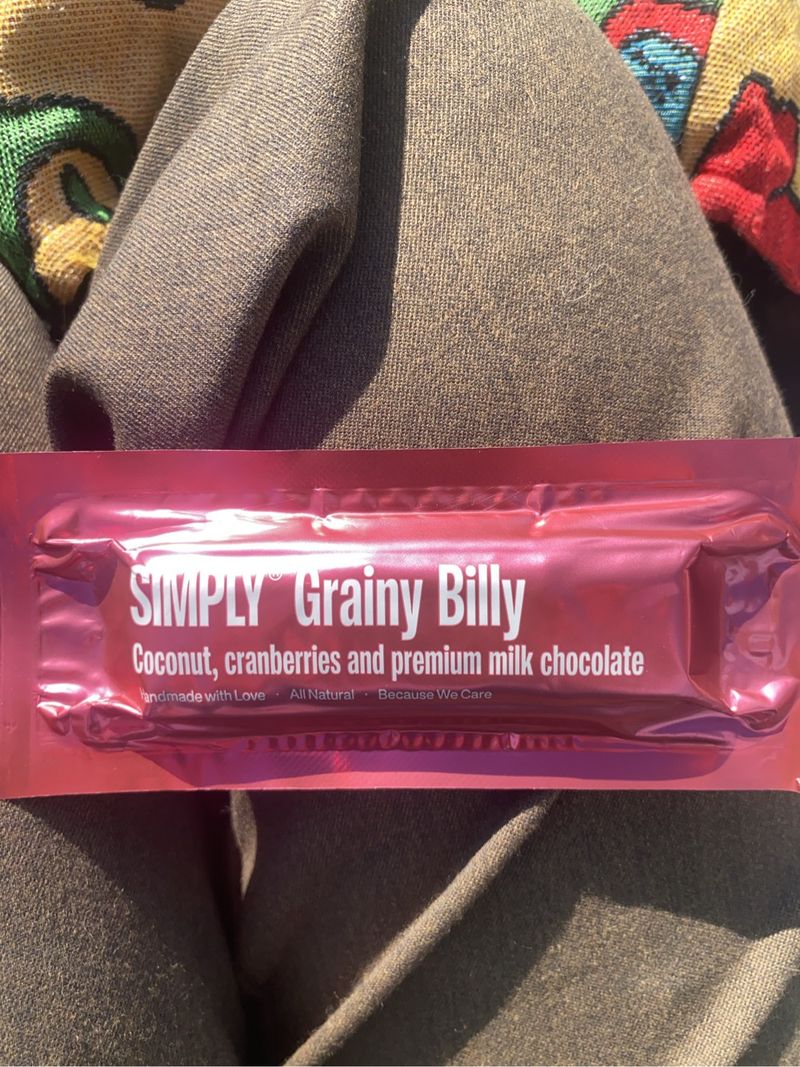 SIMPLY® Grainy Billy
Coconut, cranberries and premium milk chocolate
Handmade with Love · All Natural · Because We Care